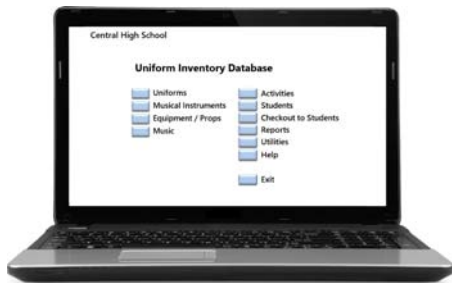 Central High School
Uniform Inventory Database
Uniforms
Musical Instruments
Equipment / Props
Music
Activities
Students
Checkout to Students
Reports
Utilities
Help
Exit